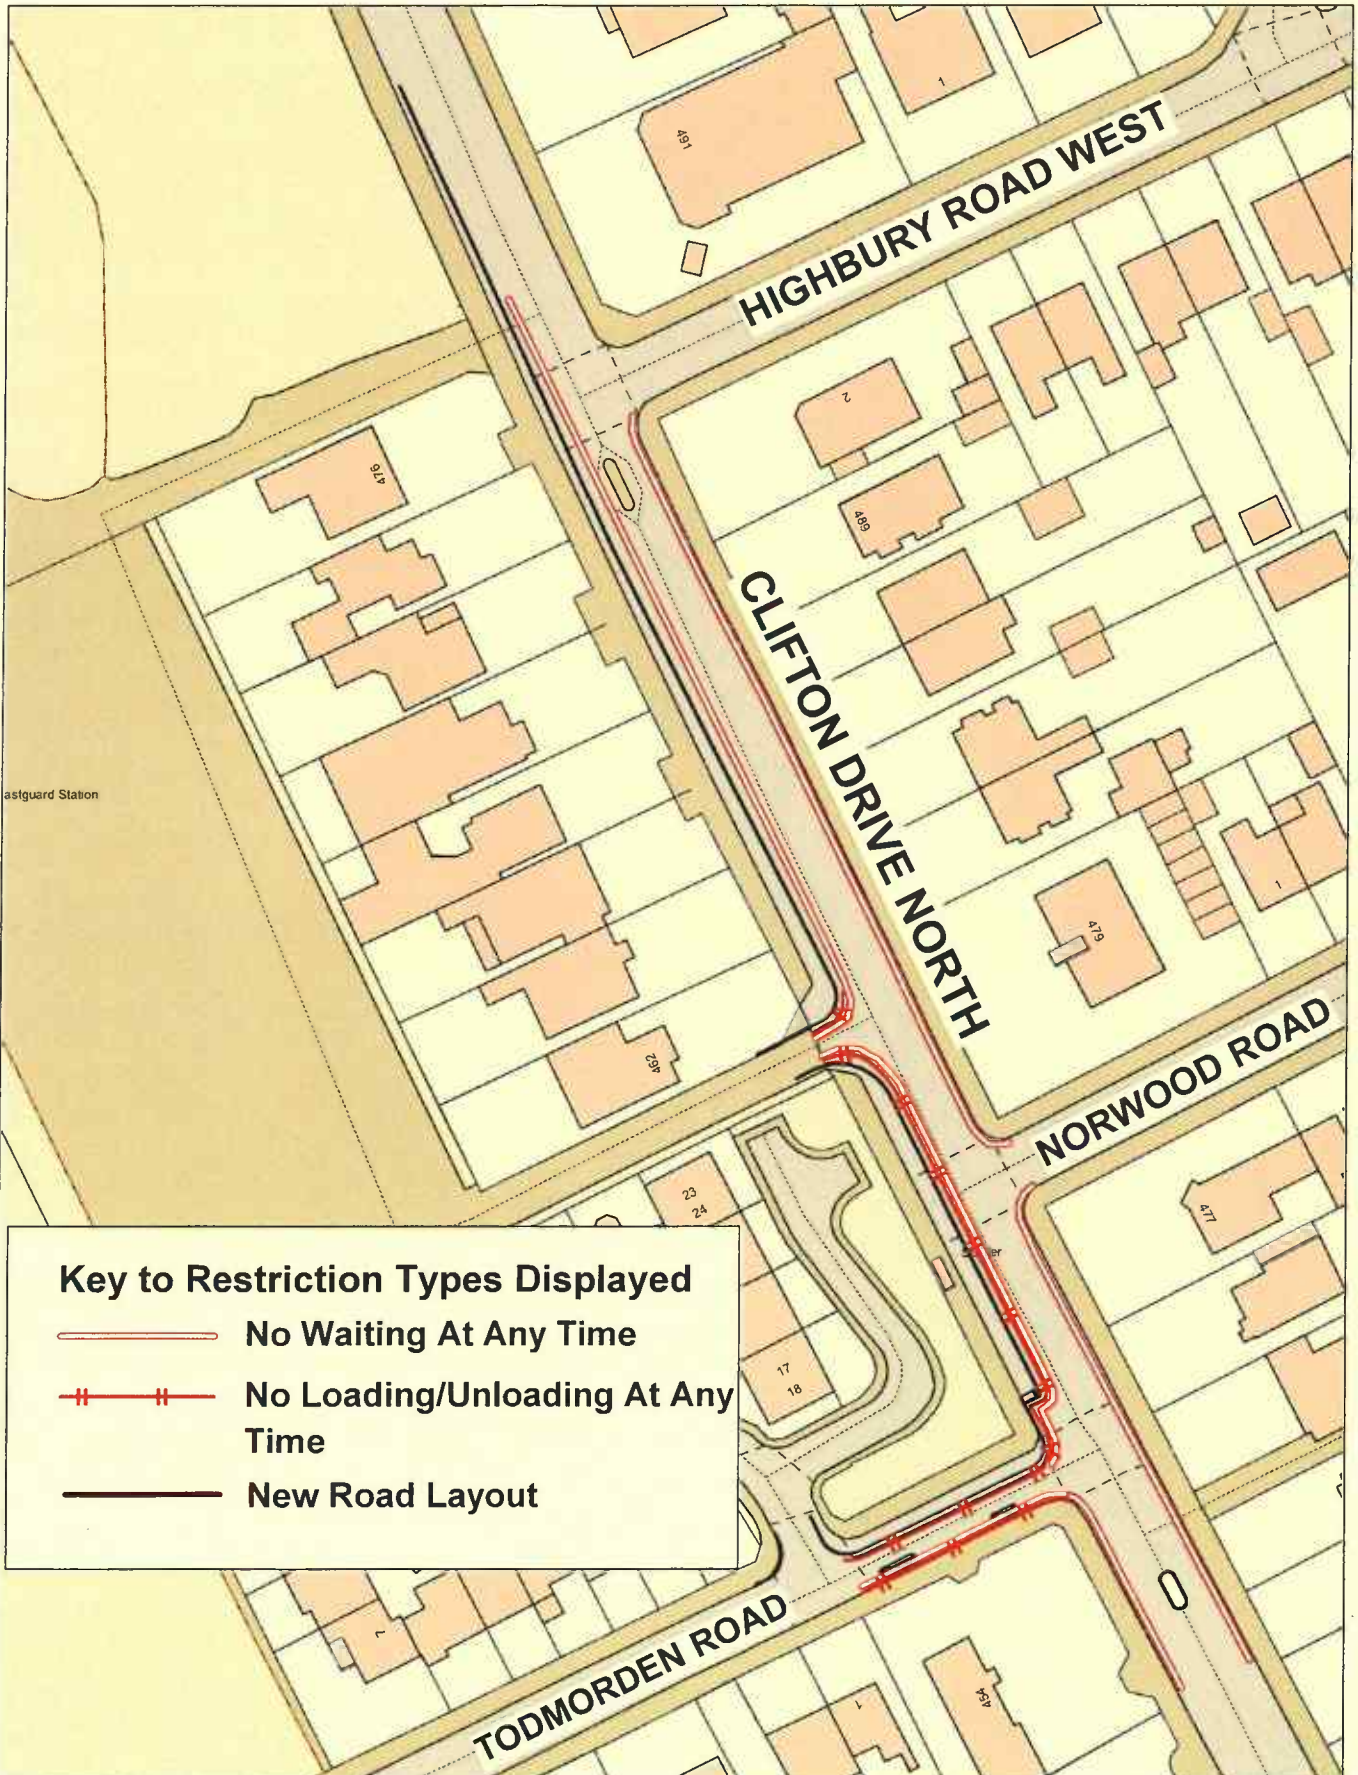 1
491
HIGHBURY ROAD WEST
2
476
489
CLIFTON DRIVE NORTH
astguard Station
1
479
462
NORWOOD ROAD
23
24
477
er
Key to Restriction Types Displayed
No Waiting At Any Time
No Loading/Unloading At Any
Time
New Road Layout
17
18
7
TODMORDEN ROAD
1
454